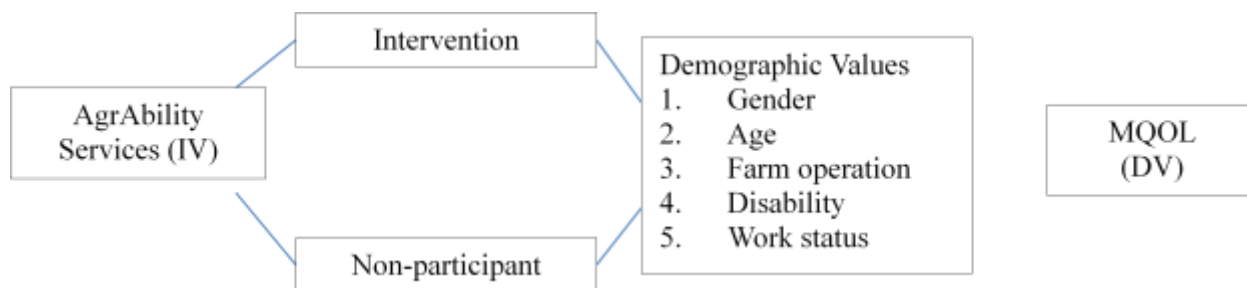 Intervention
AgrAbility
Services (IV)
Non-participant
Demographic Values
1. Gender
2. Age
3. Farm operation
4. Disability
5. Work status
MQOL
(DV)